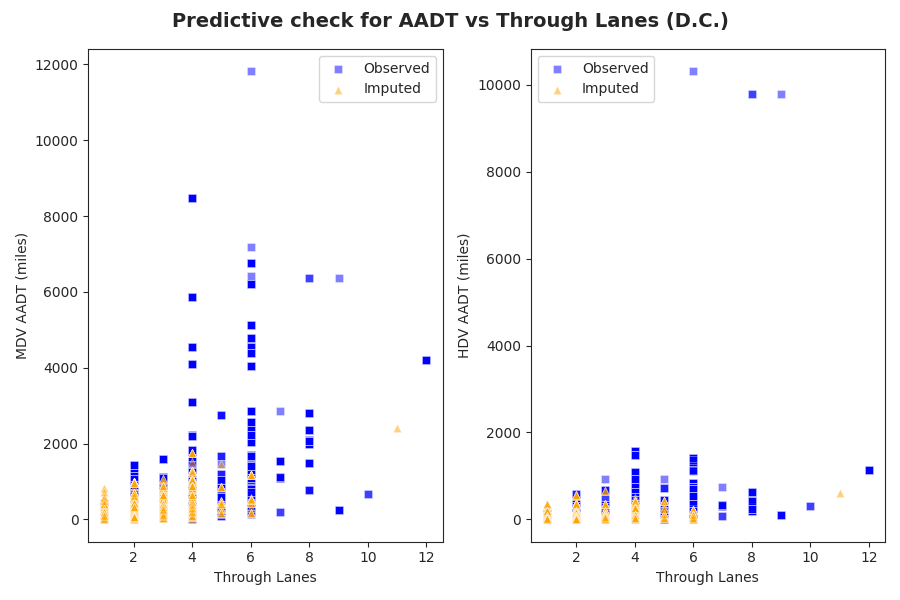 Predictive check for AADT vs Through Lanes (D.C.)
Observed
Imputed
12000
10000
8000
6000
4000
2000
0
MDV AADT (miles)
2
4
6
8
10
12
Through Lanes
Observed
Imputed
10000
8000
6000
4000
2000
0
HDV AADT (miles)
2
4
6
8
10
12
Through Lanes